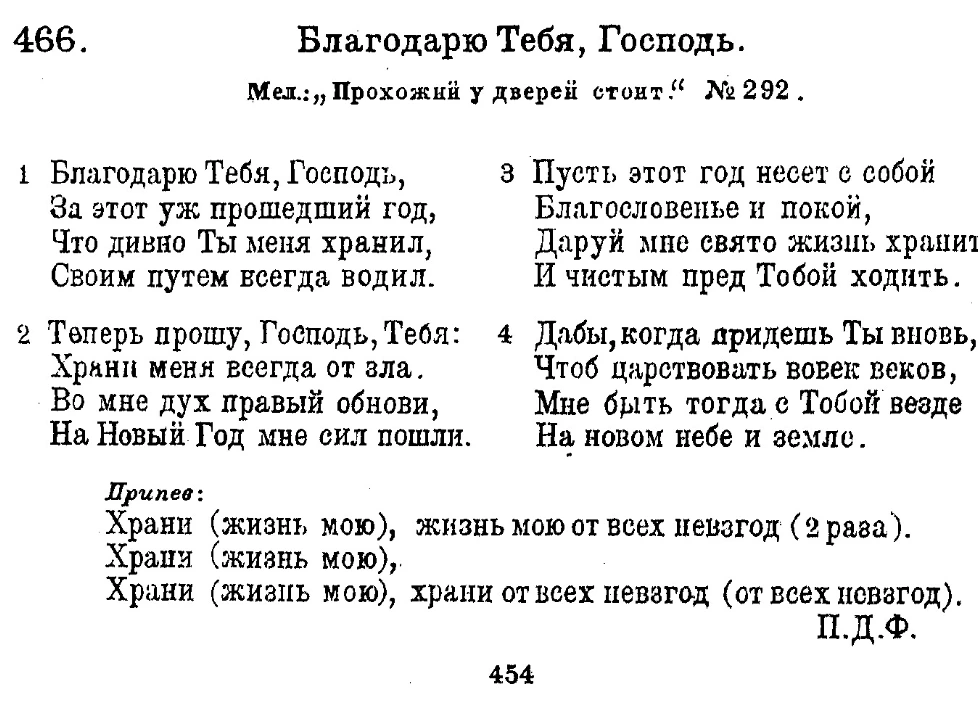 466. Благодарю Тебя, Господь.
Мел.: „Прохожий у дверей стоит.“ № 292.
1 Благодарю Тебя, Господь,
За этот уж прошедший год,
Что дивно Ты меня хранил,
Своим путем всегда водил.
2 Теперь прошу, Господь, Тебя:
Храни меня всегда от зла.
Во мне дух правый обнови,
На Новый Год мне сил пошли.
3 Пусть этот год несет с собой
Благословенье и покой,
Даруй мне свято жизнь хранит
И чистым пред Тобой ходить.
4 Дабы, когда придешь Ты вновь,
Чтоб царствовать вовек веков,
Мне быть тогда с Тобой везде
На новом небе и земле.
Припев:
Храни (жизнь мою), жизнь мою от всех невзгод (2 раза).
Храни (жизнь мою),
Храни (жизнь мою), храни от всех невзгод (от всех невзгод).
П.Д.Ф.
454